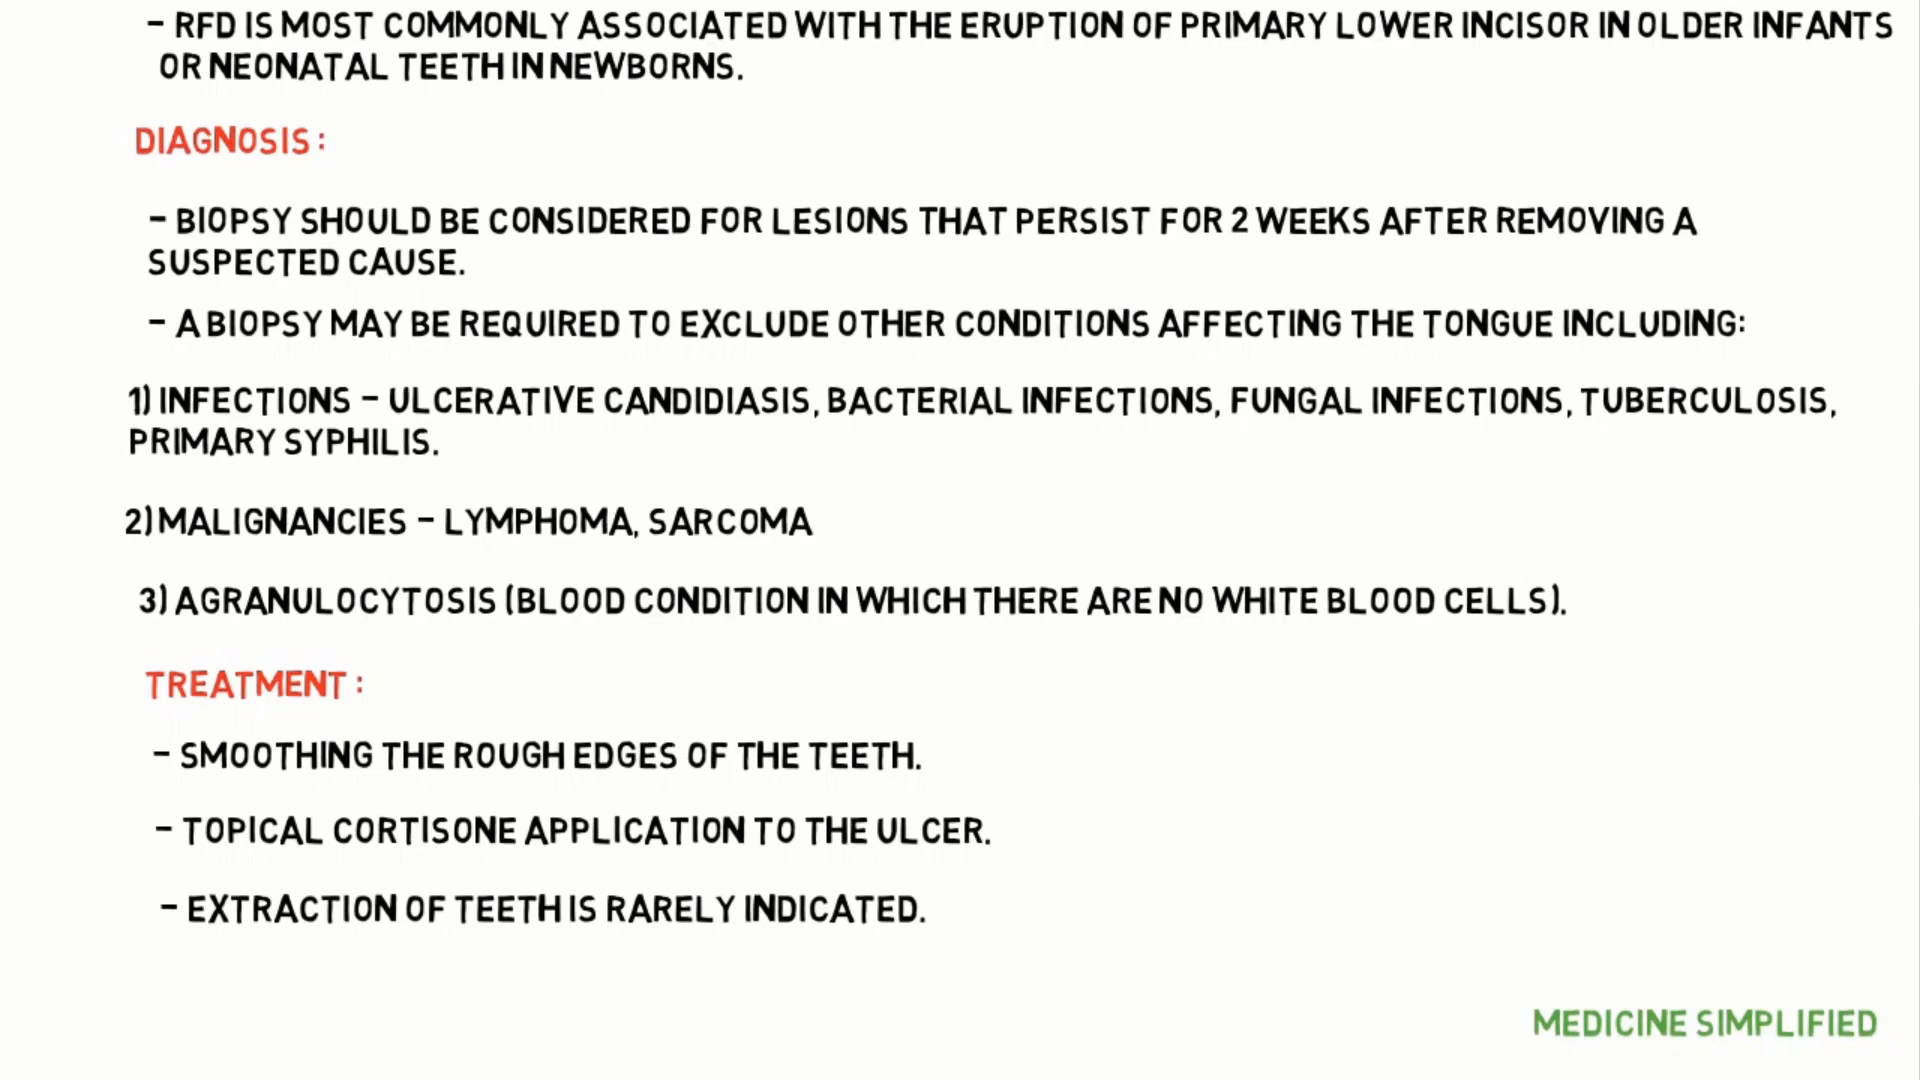 - RFD IS MOST COMMONLY ASSOCIATED WITH THE ERUPTION OF PRIMARY LOWER INCISOR IN OLDER INFANTS
OR NEONATAL TEETH IN NEWBORNS.
DIAGNOSIS :
- BIOPSY SHOULD BE CONSIDERED FOR LESIONS THAT PERSIST FOR 2 WEEKS AFTER REMOVING A
SUSPECTED CAUSE.
- A BIOPSY MAY BE REQUIRED TO EXCLUDE OTHER CONDITIONS AFFECTING THE TONGUE INCLUDING:
1) INFECTIONS - ULCERATIVE CANDIDIASIS, BACTERIAL INFECTIONS, FUNGAL INFECTIONS, TUBERCULOSIS,
PRIMARY SYPHILIS.
2) MALIGNANCIES - LYMPHOMA, SARCOMA
3) AGRANULOCYTOSIS (BLOOD CONDITION IN WHICH THERE ARE NO WHITE BLOOD CELLS).
TREATMENT :
- SMOOTHING THE ROUGH EDGES OF THE TEETH.
- TOPICAL CORTISONE APPLICATION TO THE ULCER.
- EXTRACTION OF TEETH IS RARELY INDICATED.
MEDICINE SIMPLIFIED